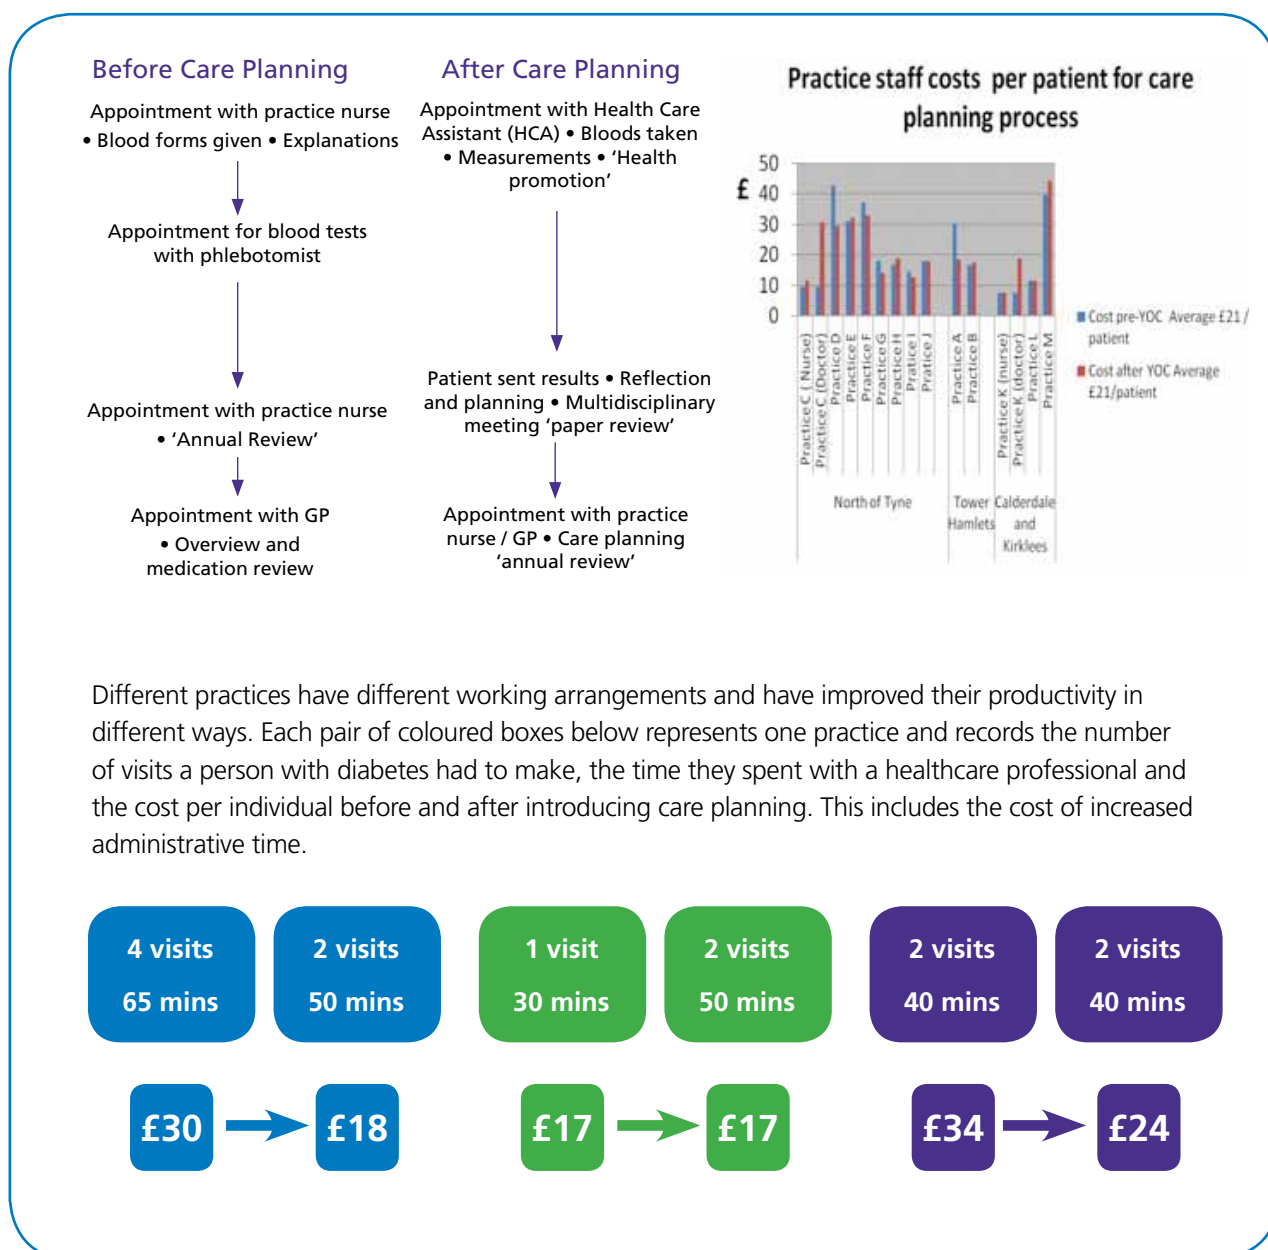 Before Care Planning
Appointment with practice nurse
• Blood forms given • Explanations
Appointment for blood tests
with phlebotomist
Appointment with practice nurse
• ‘Annual Review’
Appointment with GP
• Overview and
medication review
After Care Planning
Appointment with Health Care
Assistant (HCA) • Bloods taken
• Measurements • ‘Health
promotion’
Patient sent results • Reflection
and planning • Multidisciplinary
meeting ‘paper review’
Appointment with practice
nurse / GP • Care planning
‘annual review’
Practice staff costs per patient for care
planning process
£
50
40
30
20
10
0
Practice C ( Nurse)
Practice C (Doctor)
Practice D
Practice E
Practice F
Practice G
Practice H
Pratice I
Pratice J
Practice A
Practice B
Practice K (nurse)
Practice K (doctor)
Practice L
Practice M
North of Tyne
Tower
Hamlets
Calderdale
and
Kirklees
Cost pre-YOC Average £21 /
patient
Cost after YOC Average
£21/patient
Different practices have different working arrangements and have improved their productivity in
different ways. Each pair of coloured boxes below represents one practice and records the number
of visits a person with diabetes had to make, the time they spent with a healthcare professional and
the cost per individual before and after introducing care planning. This includes the cost of increased
administrative time.
4 visits
65 mins
2 visits
50 mins
1 visit
30 mins
2 visits
50 mins
2 visits
40 mins
2 visits
40 mins
£30
£18
£17
£17
£34
£24